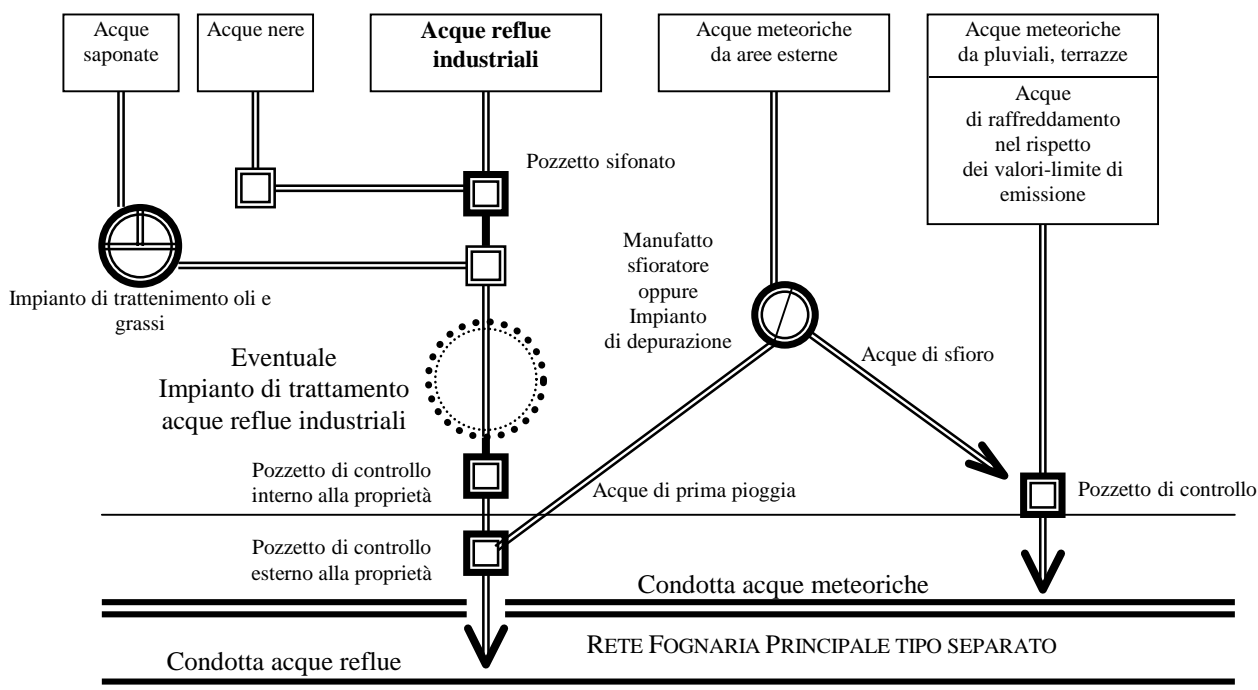 Acque
saponate
Acque nere
Acque reflue
industriali
Acque meteoriche
da aree esterne
Acque meteoriche
da pluviali, terrazze
Acque
di raffreddamento
nel rispetto
dei valori-limite di
emissione
Pozzetto sifonato
Manufatto
sfioratore
oppure
Impianto
di depurazione
Impianto di trattenimento oli e
grassi
Eventuale
Impianto di trattamento
acque reflue industriali
Acque di sfioro
Pozzetto di controllo
interno alla proprietà
Acque di prima pioggia
Pozzetto di controllo
Pozzetto di controllo
esterno alla proprietà
Condotta acque meteoriche
RETE FOGNARIA PRINCIPALE TIPO SEPARATO
Condotta acque reflue